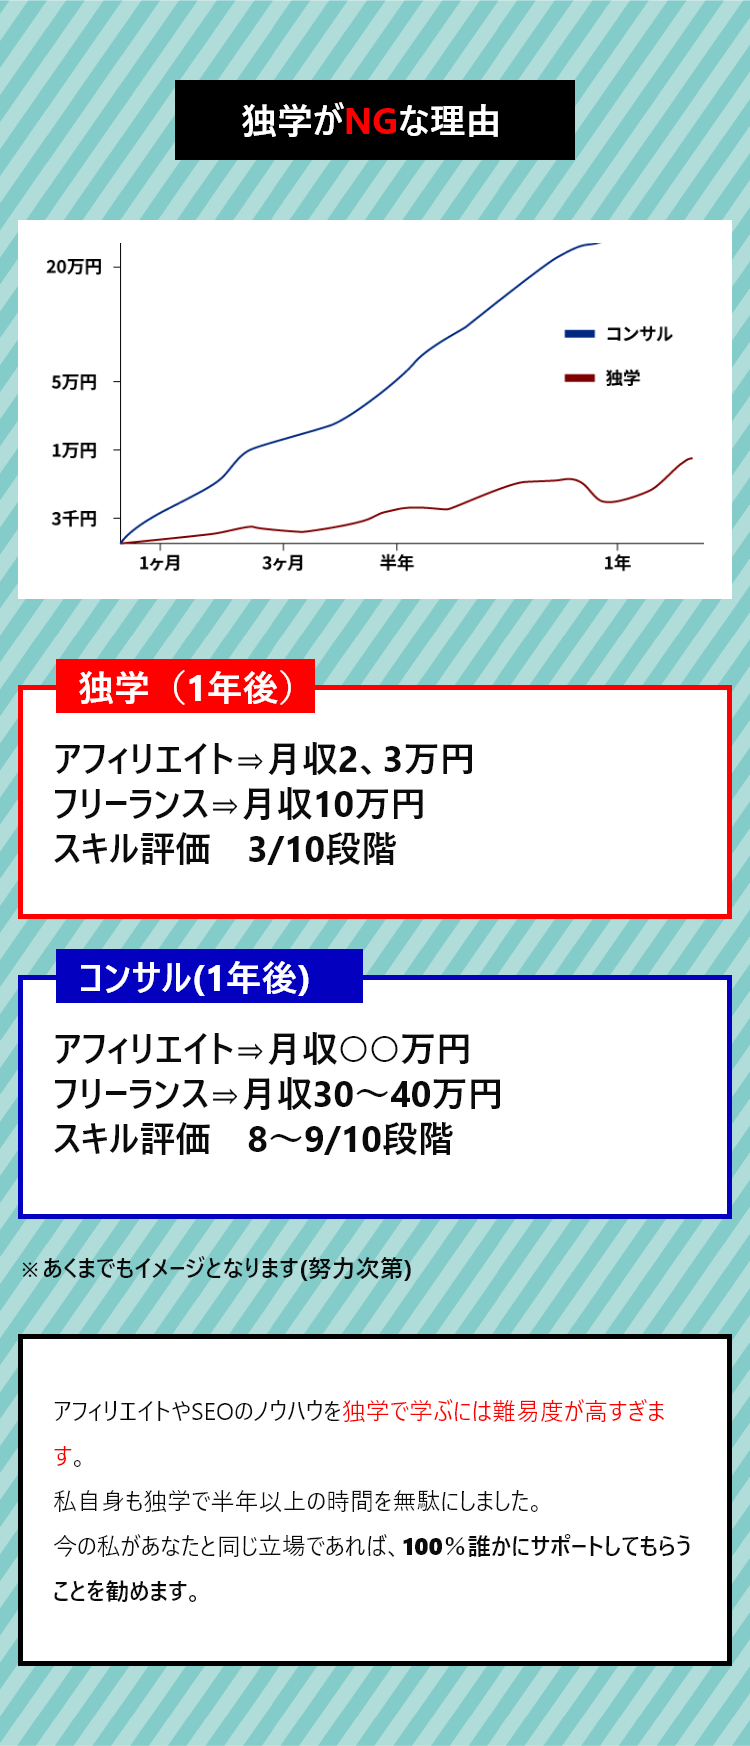 独学がNGな理由
20万円
5万円
1万円
3千円
コンサル
独学
1ヶ月
3ヶ月
半年
1年
独学（1年後）
アフィリエイト⇒月収2、3万円
フリーランス⇒月収10万円
スキル評価　3/10段階
コンサル(1年後)
アフィリエイト⇒月収○○万円
フリーランス⇒月収30～40万円
スキル評価　8～9/10段階
※あくまでもイメージとなります(努力次第)
アフィリエイトやSEOのノウハウを独学で学ぶには難易度が高すぎま
す。
私自身も独学で半年以上の時間を無駄にしました。
今の私があなたと同じ立場であれば、100％誰かにサポートしてもらう
ことを勧めます。